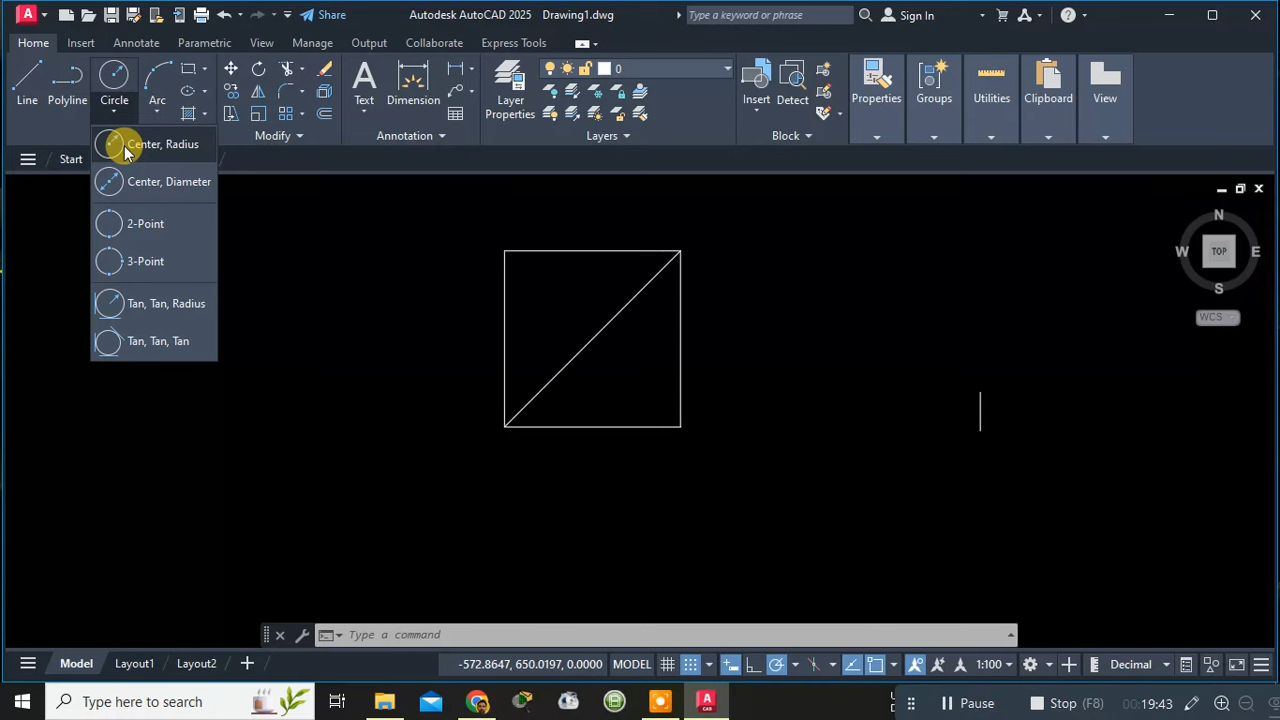 A Share Autodesk AutoCAD 2025 Drawing1.dwg Type a keyword or phrase Sign In
Home Insert Annotate Parametric View Manage Output Collaborate Express Tools
Line Polyline Circle Arc Text Dimension Layer Properties 0 Insert Detect Properties Groups Utilities Clipboard View
Modify Annotation Layers Block
Start
Center, Radius
Center, Diameter
2-Point
3-Point
Tan, Tan, Radius
Tan, Tan, Tan
N
W TOP E
S
WCS
Type a command
Model Layout1 Layout2 -572.8647, 650.0197, 0.0000 MODEL 1:100 Decimal
Type here to search A CAD Pause Stop (F8) 00:19:43